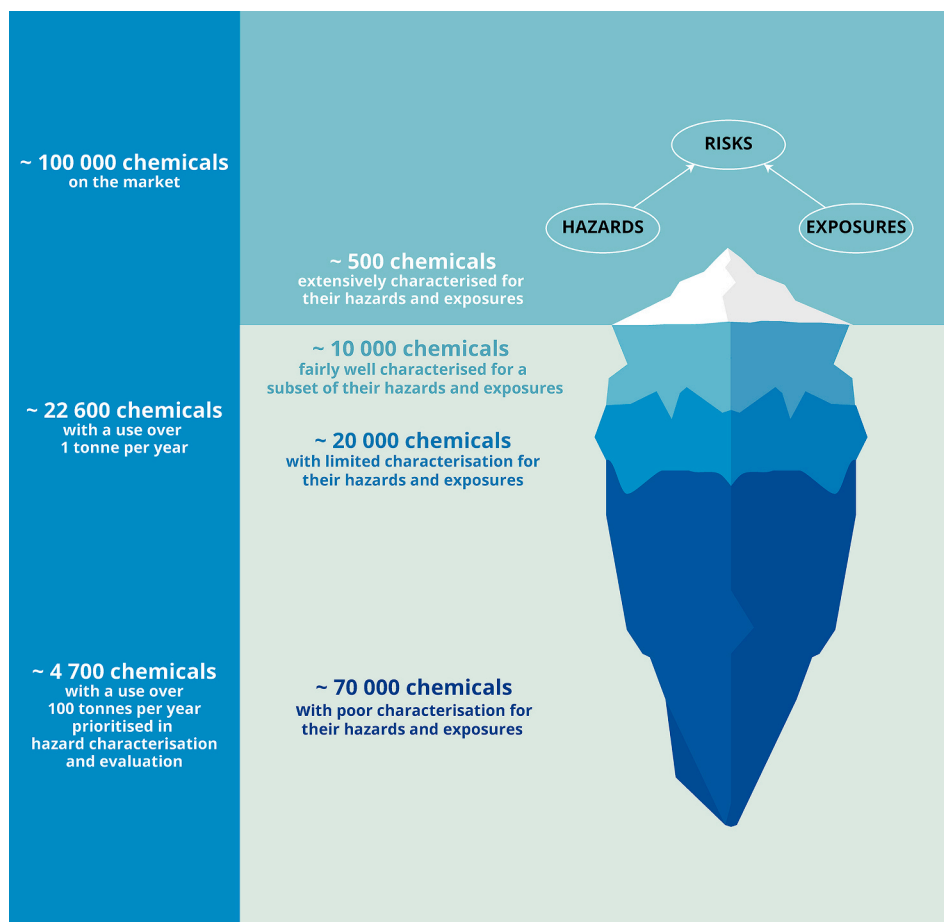 ~ 100 000 chemicals
on the market
~ 22 600 chemicals
with a use over
1 tonne per year
~ 4 700 chemicals
with a use over
100 tonnes per year
prioritised in
hazard characterisation
and evaluation
RISKS
HAZARDS
EXPOSURES
~ 500 chemicals
extensively characterised for
their hazards and exposures
~ 10 000 chemicals
fairly well characterised for a
subset of their hazards and exposures
~ 20 000 chemicals
with limited characterisation for
their hazards and exposures
~ 70 000 chemicals
with poor characterisation for
their hazards and exposures